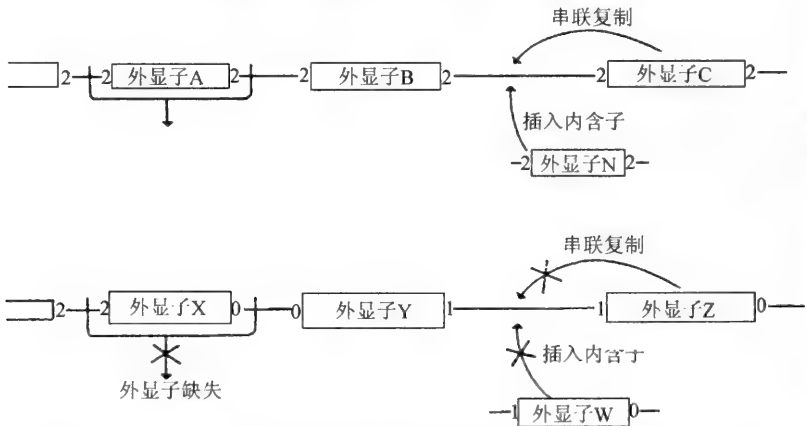 串联复制
2 2 外显子A 2 2 外显子B 2 2 外显子C 2
插入内含子
2 外显子N 2
串联复制
2 2 外显子X 0 0 外显子Y 1 1 外显子Z 0
插入内含子
外显子缺失
1 外显子W 0